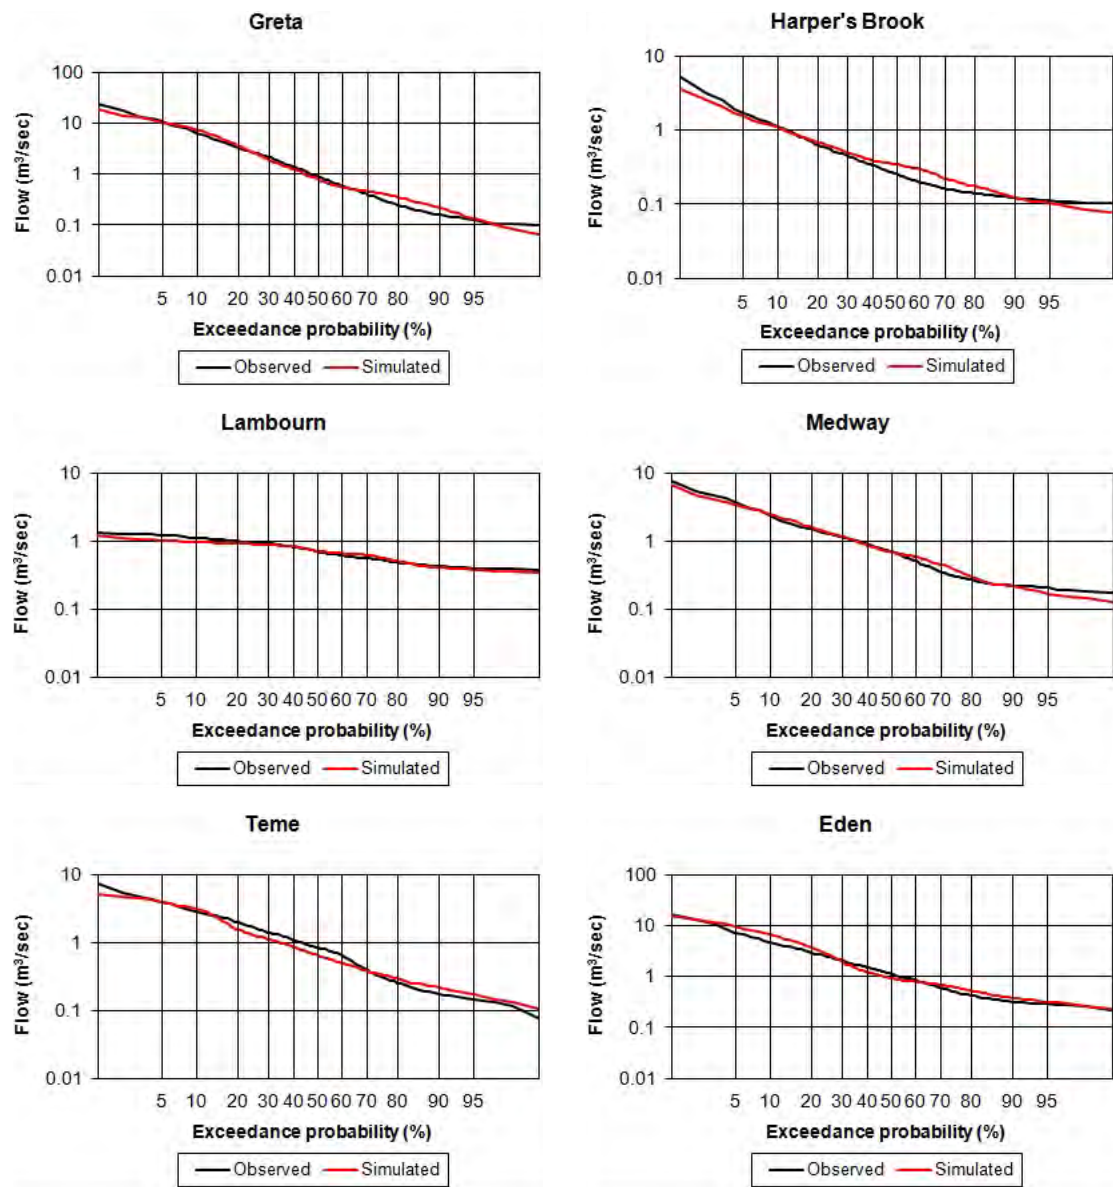 Greta
Flow (m³/sec)
100
10
1
0.1
0.01
5 10 20 30 40 50 60 70 80 90 95
Exceedance probability (%)
Observed Simulated
Harper's Brook
Flow (m³/sec)
10
1
0.1
0.01
5 10 20 30 40 50 60 70 80 90 95
Exceedance probability (%)
Observed Simulated
Lambourn
Flow (m³/sec)
10
1
0.1
0.01
5 10 20 30 40 50 60 70 80 90 95
Exceedance probability (%)
Observed Simulated
Medway
Flow (m³/sec)
10
1
0.1
0.01
5 10 20 30 40 50 60 70 80 90 95
Exceedance probability (%)
Observed Simulated
Teme
Flow (m³/sec)
10
1
0.1
0.01
5 10 20 30 40 50 60 70 80 90 95
Exceedance probability (%)
Observed Simulated
Eden
Flow (m³/sec)
100
10
1
0.1
0.01
5 10 20 30 40 50 60 70 80 90 95
Exceedance probability (%)
Observed Simulated